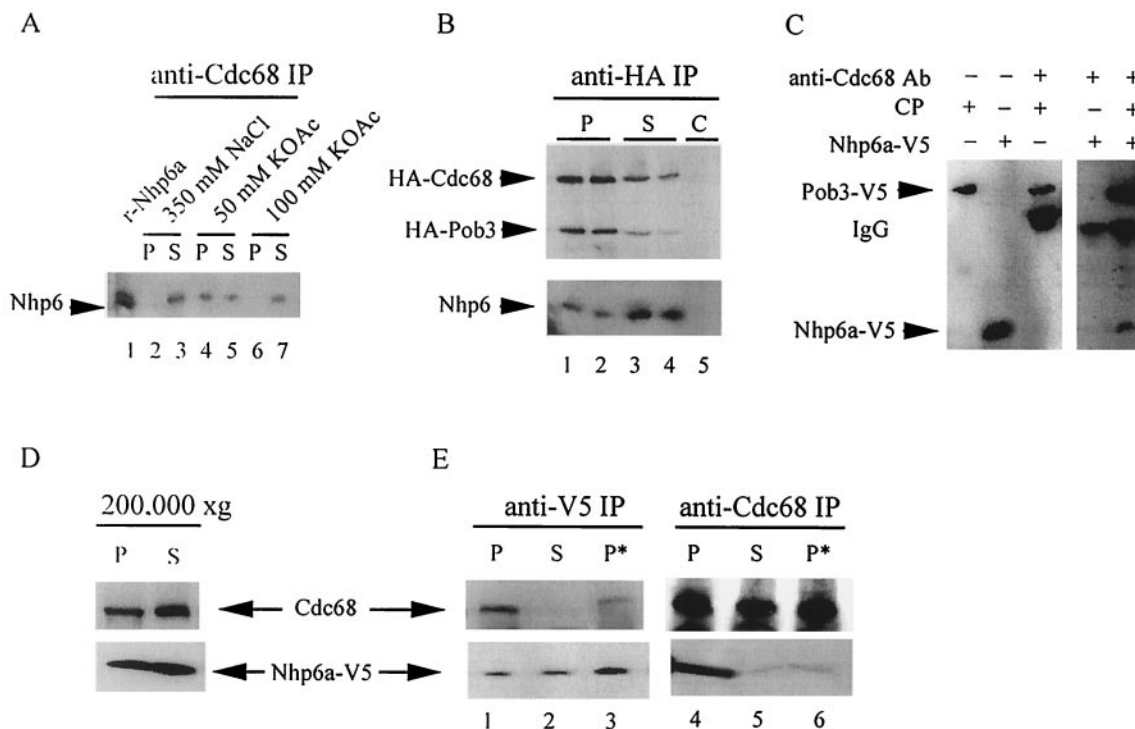 A
anti-Cdc68 IP
r-Nhp6a
350 mM NaCl
50 mM KOAc
100 mM KOAc
P S P S P S
Nhp6
1 2 3 4 5 6 7
B
anti-HA IP
P S C
HA-Cdc68
HA-Pob3
Nhp6
1 2 3 4 5
C
anti-Cdc68 Ab − − + + +
CP + − + − +
Nhp6a-V5 − + − + +
Pob3-V5
IgG
Nhp6a-V5
D
200.000 xg
P S
Cdc68
Nhp6a-V5
E
anti-V5 IP
anti-Cdc68 IP
P S P* P S P*
1 2 3 4 5 6